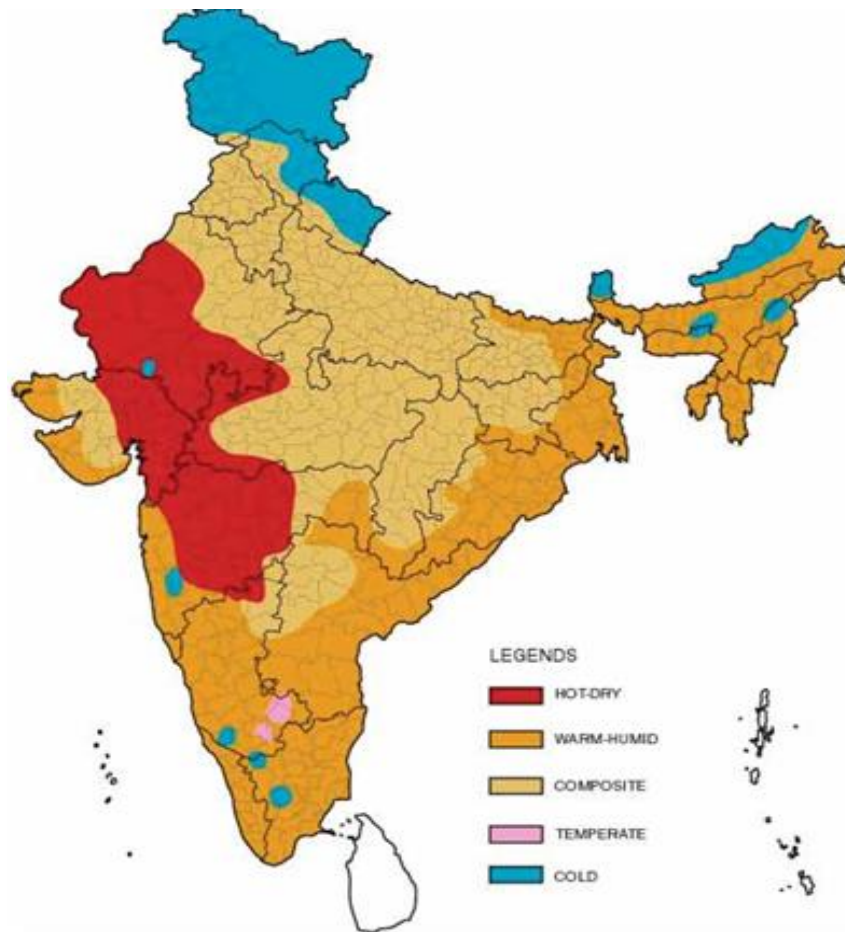 LEGENDS
HOT-DRY
WARM-HUMID
COMPOSITE
TEMPERATE
COLD